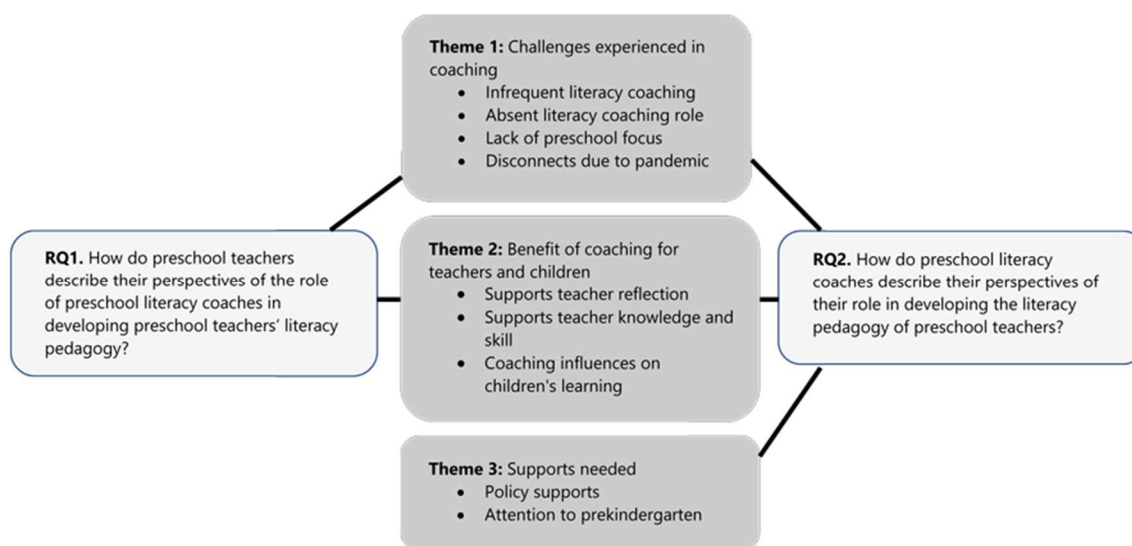 Theme 1: Challenges experienced in
coaching
• Infrequent literacy coaching
• Absent literacy coaching role
• Lack of preschool focus
• Disconnects due to pandemic
RQ1. How do preschool teachers
describe their perspectives of the role
of preschool literacy coaches in
developing preschool teachers' literacy
pedagogy?
Theme 2: Benefit of coaching for
teachers and children
• Supports teacher reflection
• Supports teacher knowledge and
skill
• Coaching influences on
children's learning
RQ2. How do preschool literacy
coaches describe their perspectives of
their role in developing the literacy
pedagogy of preschool teachers?
Theme 3: Supports needed
• Policy supports
• Attention to prekindergarten